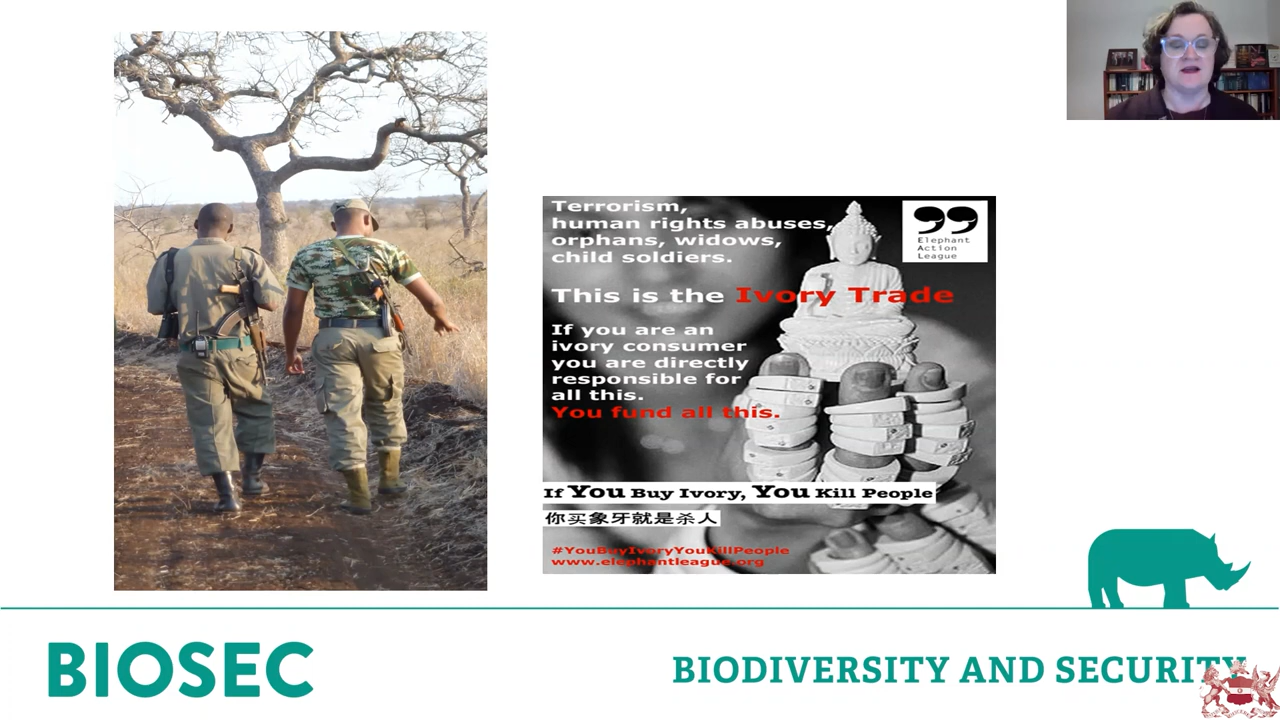 Terrorism,
human rights abuses,
orphans, widows,
child soldiers.
This is the Ivory Trade
If you are an
ivory consumer
you are directly
responsible for
all this.
You fund all this.
Elephant
Action
League
If You Buy Ivory, You Kill People
你买象牙就是杀人
#YouBuyIvoryYouKillPeople
www.elephantleague.org
BIOSEC
BIODIVERSITY AND SECURITY